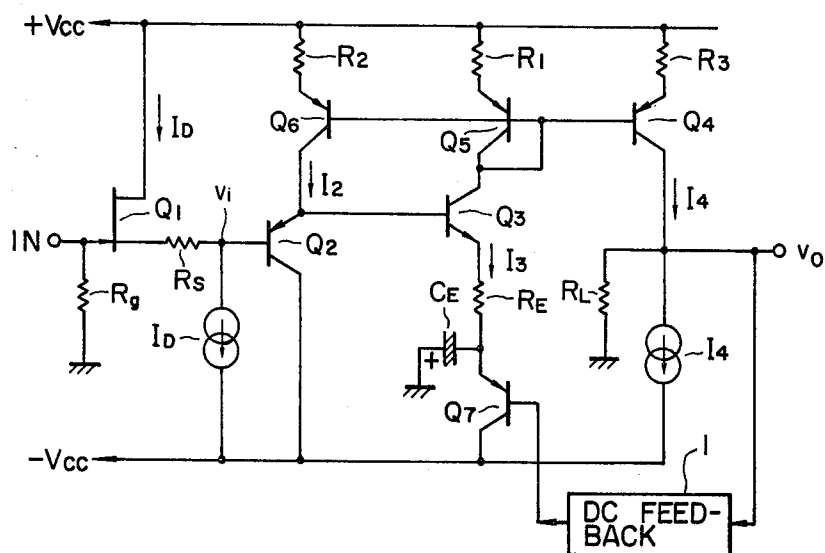 +Vcc
R2
R1
R3
ID
Q6
Q5
Q4
I2
Q1
vi
Q3
I4
IN
Q2
vo
Rs
I3
Rg
CE
RE
RL
ID
+
I4
Q7
-Vcc
1
DC FEED-
BACK